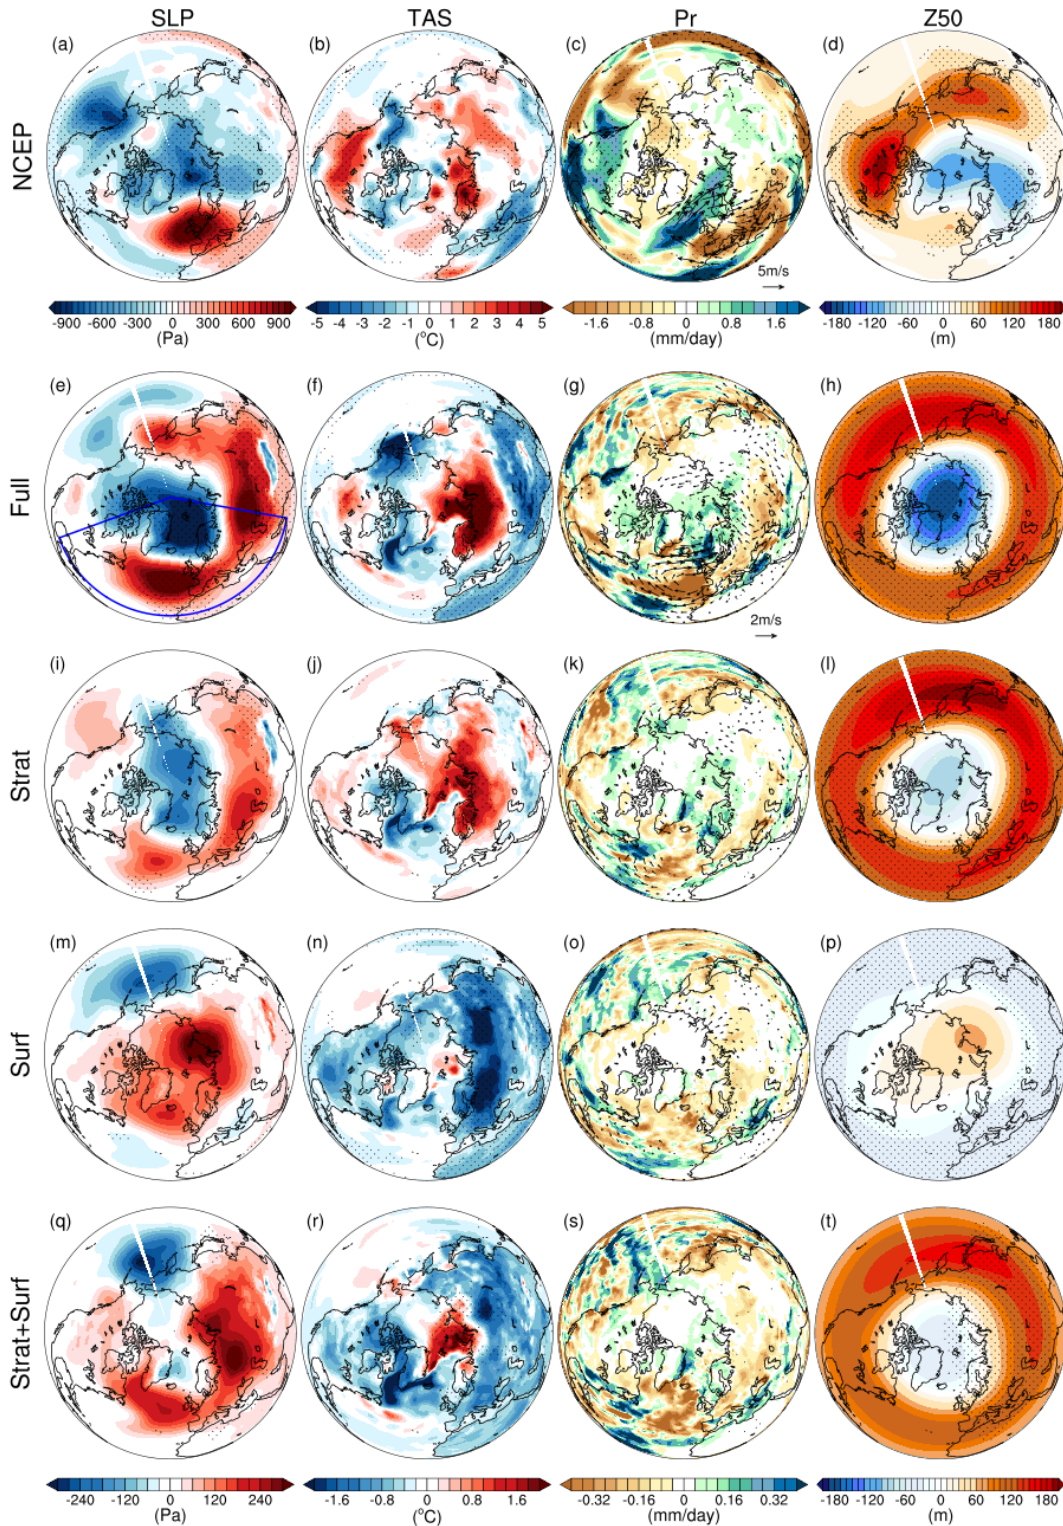 SLP TAS Pr Z50
NCEP
(a) (b) (c) (d)
5m/s
-900 -600 -300 0 300 600 900
(Pa)
-5 -4 -3 -2 -1 0 1 2 3 4 5
(°C)
-1.6 -0.8 0 0.8 1.6
(mm/day)
-180 -120 -60 0 60 120 180
(m)
Full
(e) (f) (g) (h)
2m/s
Strat
(i) (j) (k) (l)
Surf
(m) (n) (o) (p)
Strat+Surf
(q) (r) (s) (t)
-240 -120 0 120 240
(Pa)
-1.6 -0.8 0 0.8 1.6
(°C)
-0.32 -0.16 0 0.16 0.32
(mm/day)
-180 -120 -60 0 60 120 180
(m)